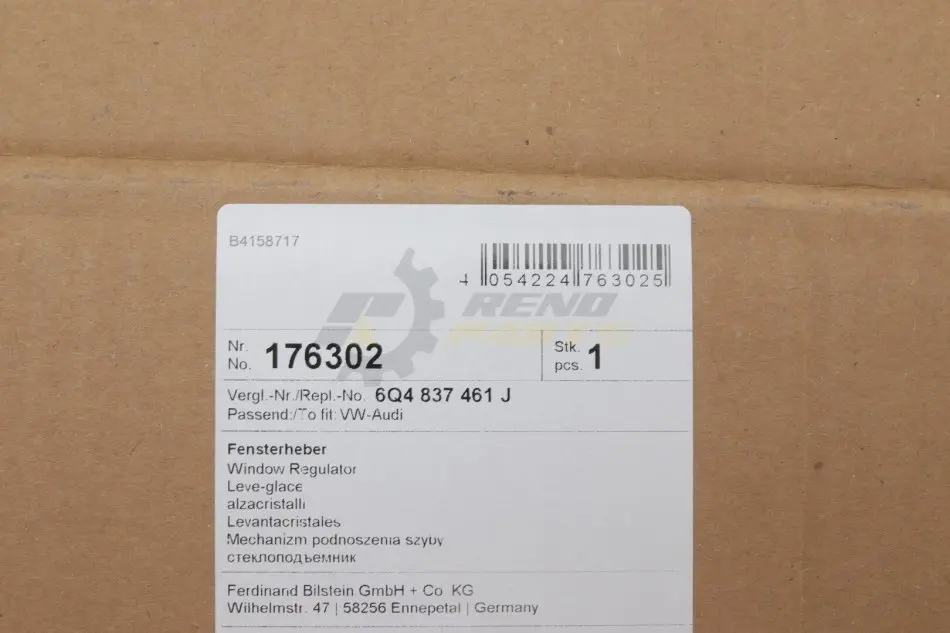 B4158717
4 054224 763025
RENO
PARTS
Nr.
No. 176302
Stk.
pcs. 1
Vergl.-Nr./Repl.-No. 6Q4 837 461 J
Passend:/To fit: VW-Audi
Fensterheber
Window Regulator
Leve-glace
alzacristalli
Levantacristales
Mechanizm podnoszenia szyby
стеклоподъемник
Ferdinand Bilstein GmbH + Co. KG
Wilhelmstr. 47 | 58256 Ennepetal | Germany